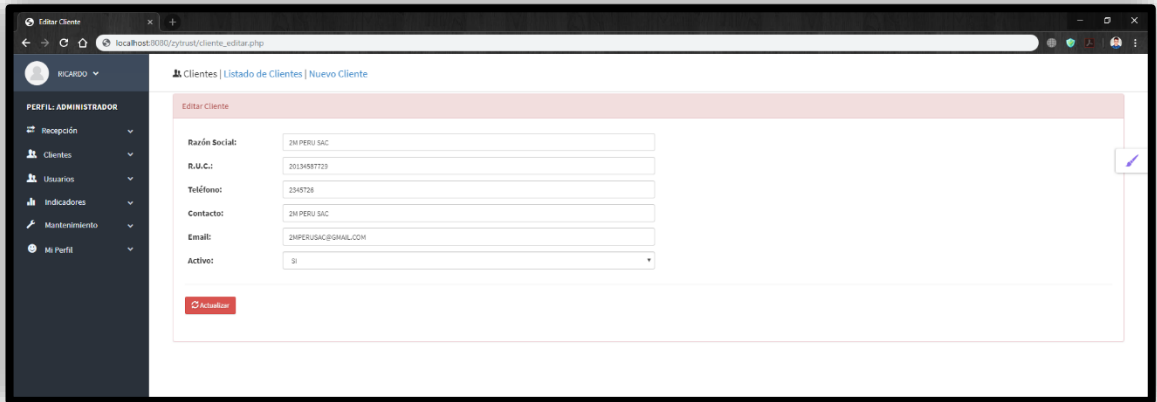 Editar Cliente
localhost:8080/zytrust/cliente_editar.php
RICARDO
Clientes | Listado de Clientes | Nuevo Cliente
PERFIL: ADMINISTRADOR
Recepción
Clientes
Usuarios
Indicadores
Mantenimiento
Mi Perfil
Editar Cliente
Razón Social: 2M PERU SAC
R.U.C.: 20134587723
Teléfono: 2345726
Contacto: 2M PERU SAC
Email: 2MPERUSAC@GMAIL.COM
Activo: SI
Actualizar